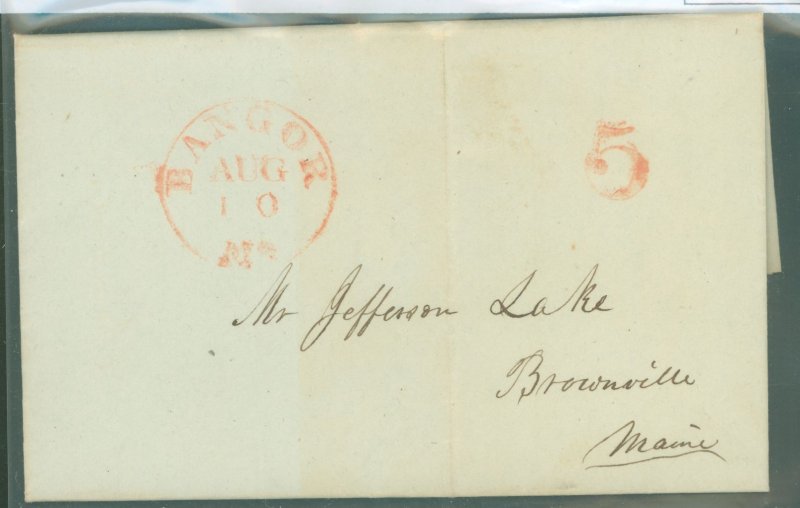 BANGOR
AUG
10
Me
5
Mr Jefferson Lake
Brownville
Maine